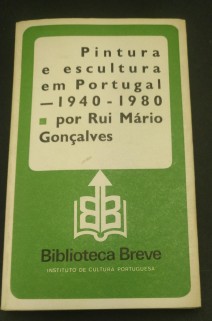 Pintura
e escultura
em Portugal
—1940-1980
por Rui Mário
Gonçalves
BB
Biblioteca Breve
INSTITUTO DE CULTURA PORTUGUESA